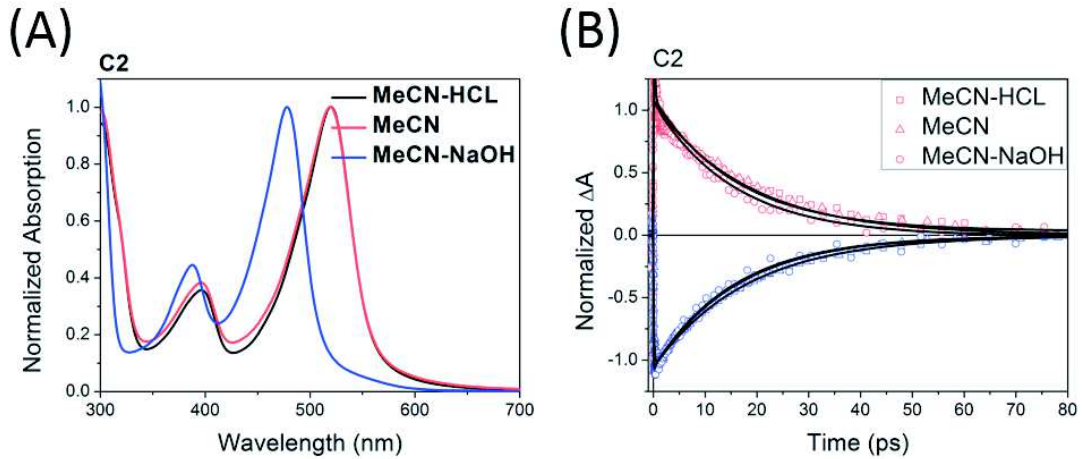 (A)
C2
MeCN-HCL
MeCN
MeCN-NaOH
1.0
0.8
0.6
0.4
0.2
0.0
Normalized Absorption
300
400
500
600
700
Wavelength (nm)
(B)
C2
MeCN-HCL
MeCN
MeCN-NaOH
1.0
0.5
0.0
-0.5
-1.0
Normalized ΔA
0
10
20
30
40
50
60
70
80
Time (ps)